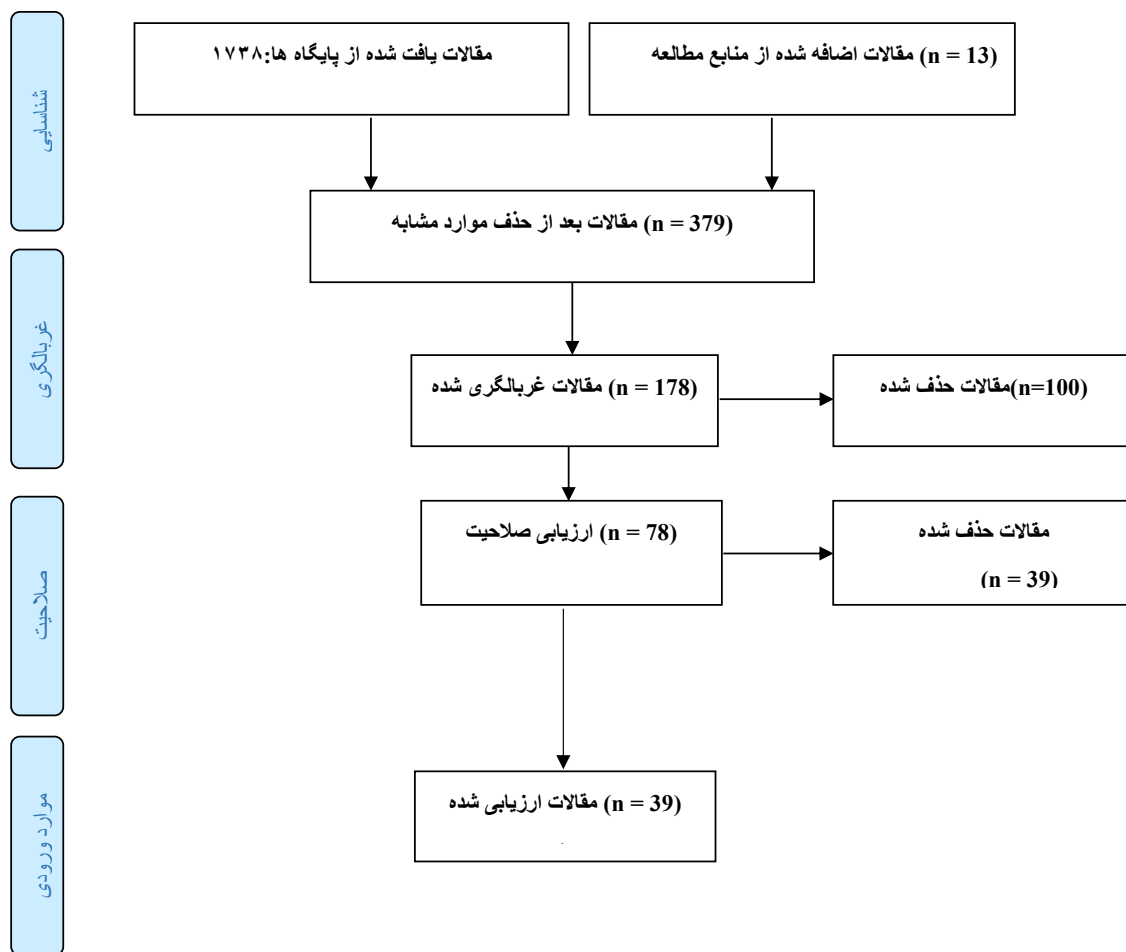 شناسایی
مقالات یافت شده از پایگاه ها:۱۷۳۸
مقالات اضافه شده از منابع مطالعه (n = 13)
مقالات بعد از حذف موارد مشابه (n = 379)
غربالگری
مقالات غربالگری شده (n = 178)
مقالات حذف شده(n=100)
صلاحیت
ارزیابی صلاحیت (n = 78)
مقالات حذف شده
(n = 39)
موارد ورودی
مقالات ارزیابی شده (n = 39)